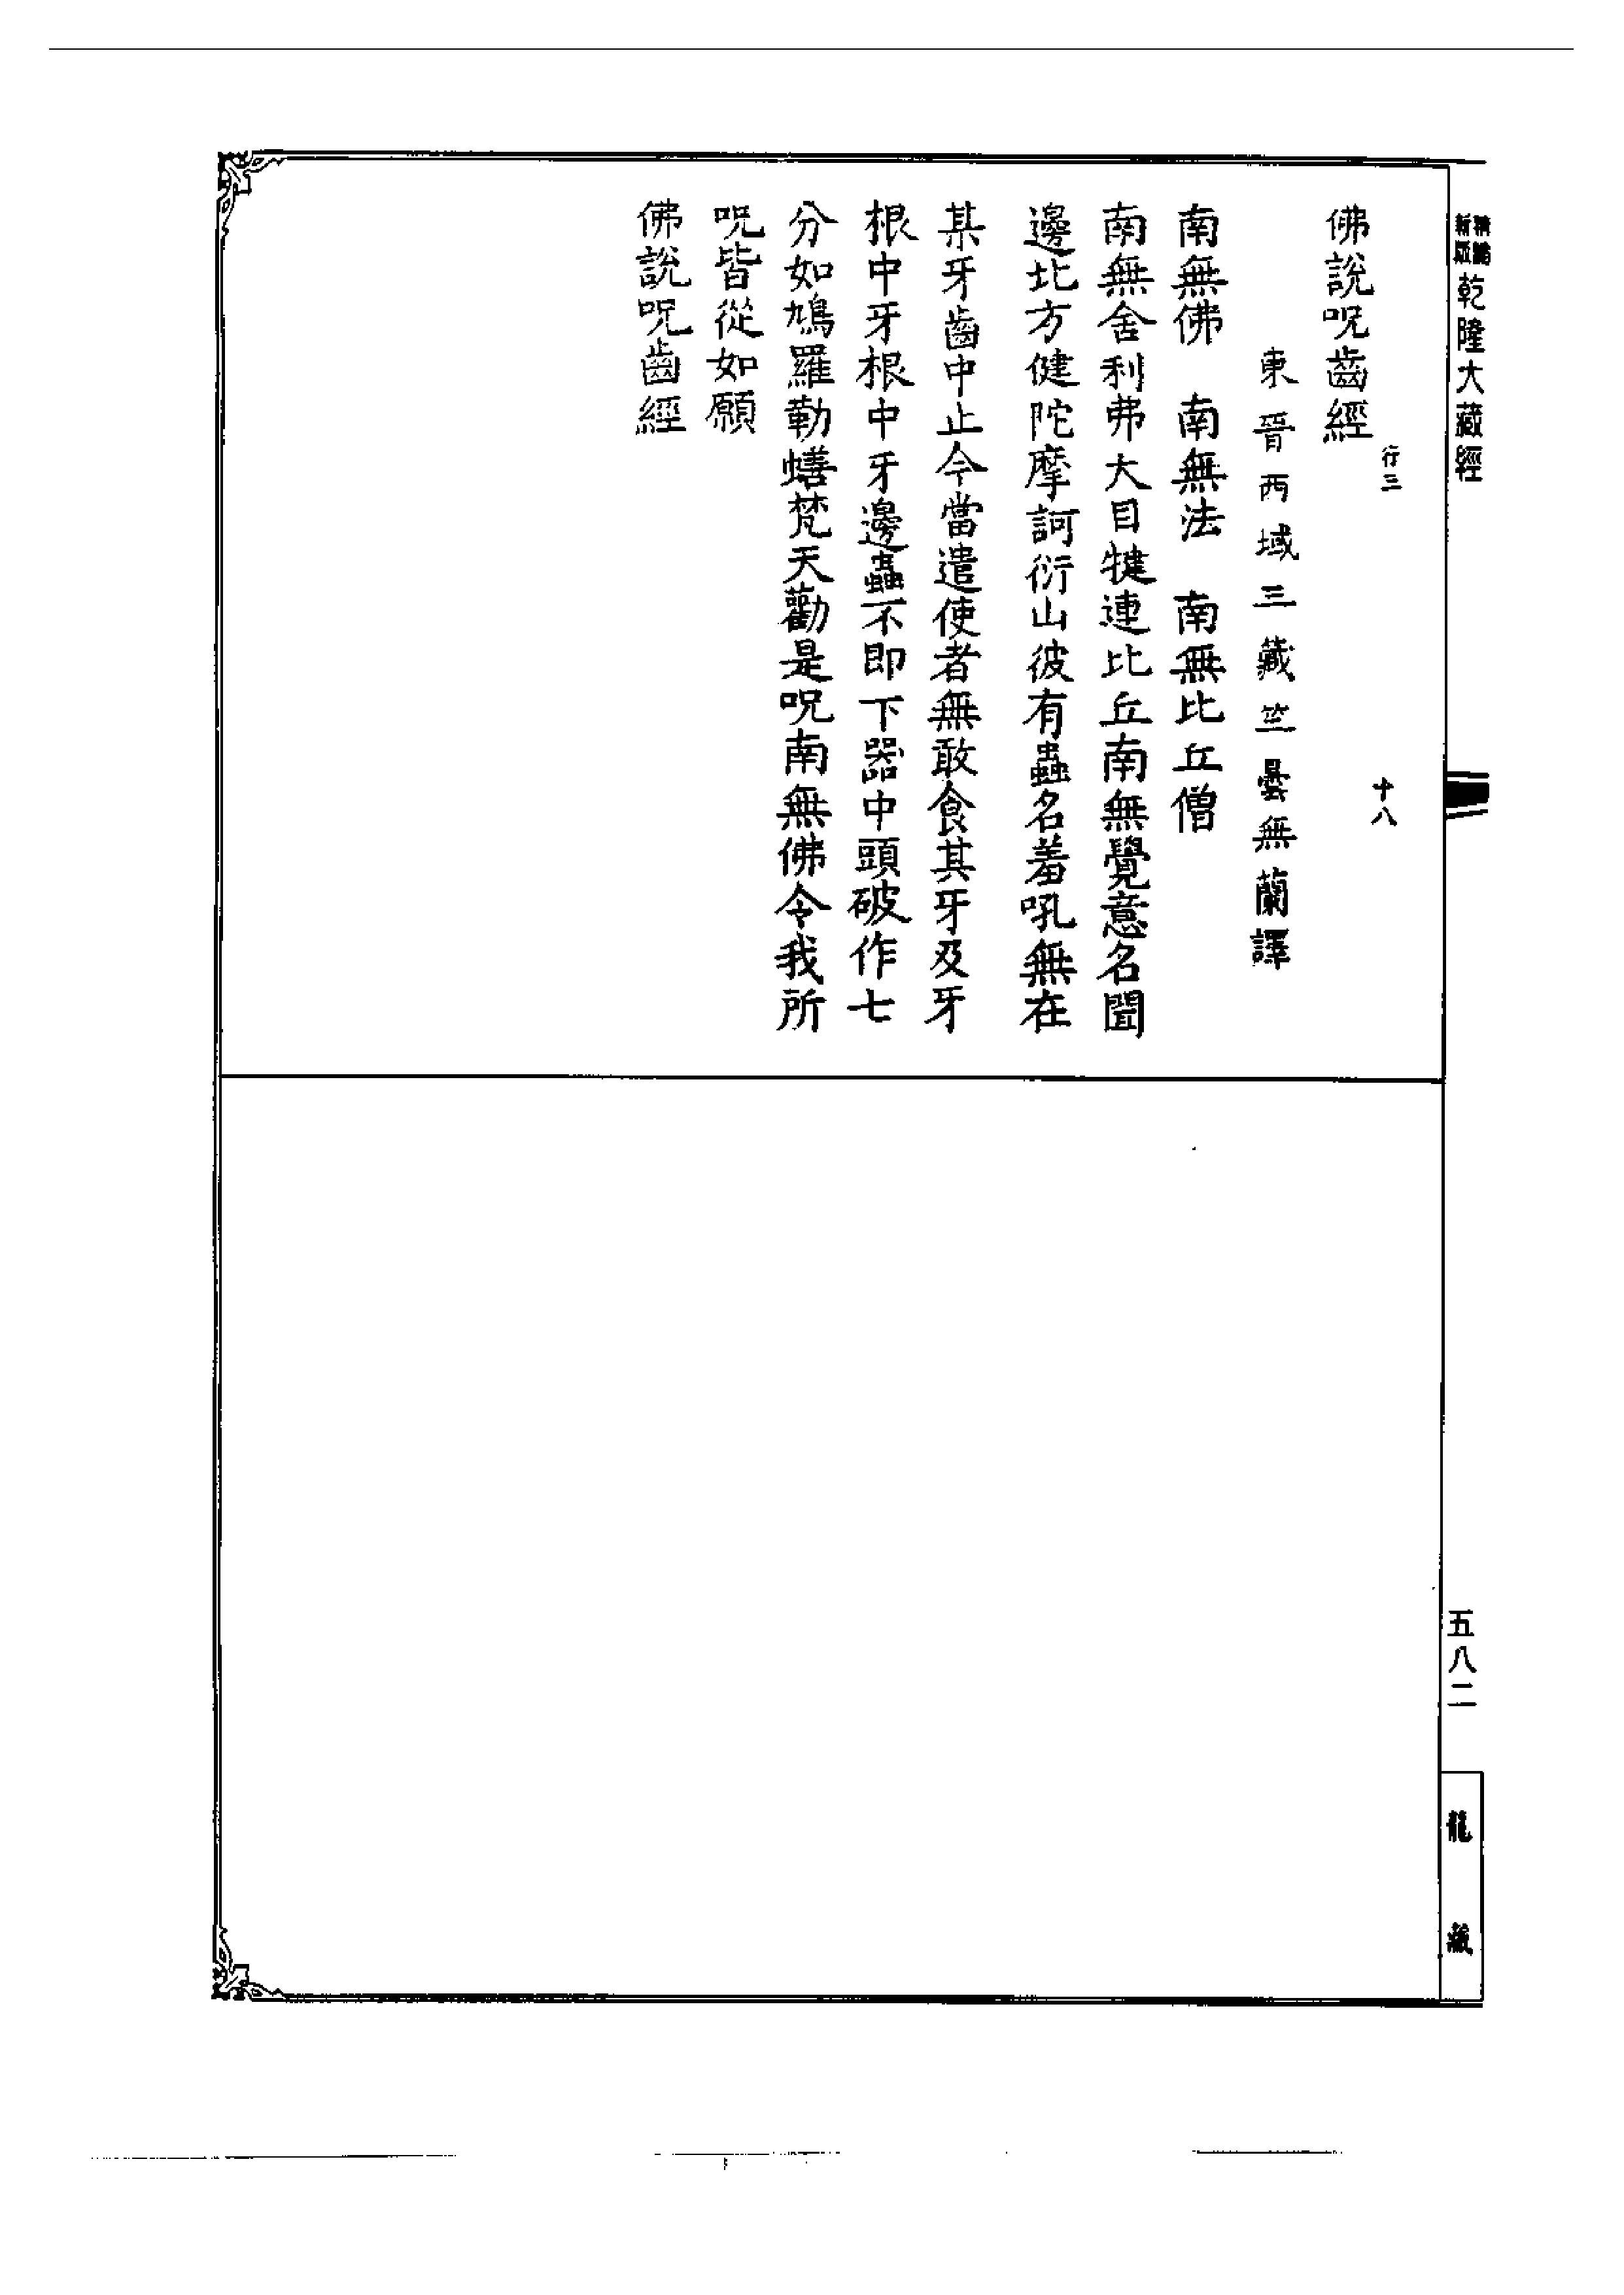 新版
精縮
乾隆大藏經
五八二
龍藏
行三
十八
佛說呪齒經
東晉西域三藏竺曇無蘭譯
南無佛　南無法　南無比丘僧
南無舍利弗大目犍連比丘南無覺意名聞
邊北方健陀摩訶衍山彼有蟲名羞吼無在
某牙齒中止今當遣使者無敢食其牙及牙
根中牙根中牙邊蟲不即下器中頭破作七
分如鳩羅勒蟮梵天勸是呪南無佛令我所
呪皆從如願
佛說呪齒經